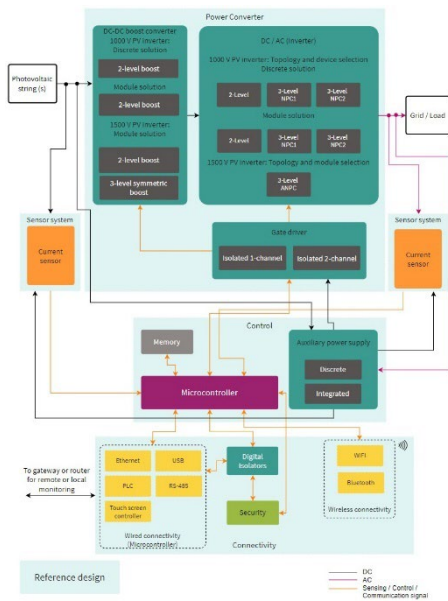 Power Converter
DC-DC boost converter
1000 V PV inverter:
Discrete solution
2-level boost
Module solution
2-level boost
1500 V PV inverter:
Module solution
2-level boost
3-level symmetric
boost
DC / AC (Inverter)
1000 V PV inverter: Topology and device selection
Discrete solution
2-Level
3-Level
NPC1
3-Level
NPC2
Module solution
2-Level
3-Level
NPC1
3-Level
NPC2
1500 V PV inverter: Topology and module selection
3-Level
ANPC
Photovoltaic
string (s)
Grid / Load
Sensor system
Current
sensor
Gate driver
Isolated 1-channel
Isolated 2-channel
Sensor system
Current
sensor
Control
Memory
Microcontroller
Auxiliary power supply
Discrete
Integrated
To gateway or router
for remote or local
monitoring
Ethernet
USB
PLC
RS-485
Touch screen
controller
Wired connectivity
(Microcontroller)
Digital
Isolators
Security
WiFi
Bluetooth
Wireless connectivity
Connectivity
Reference design
DC
AC
Sensing / Control /
Communication signal